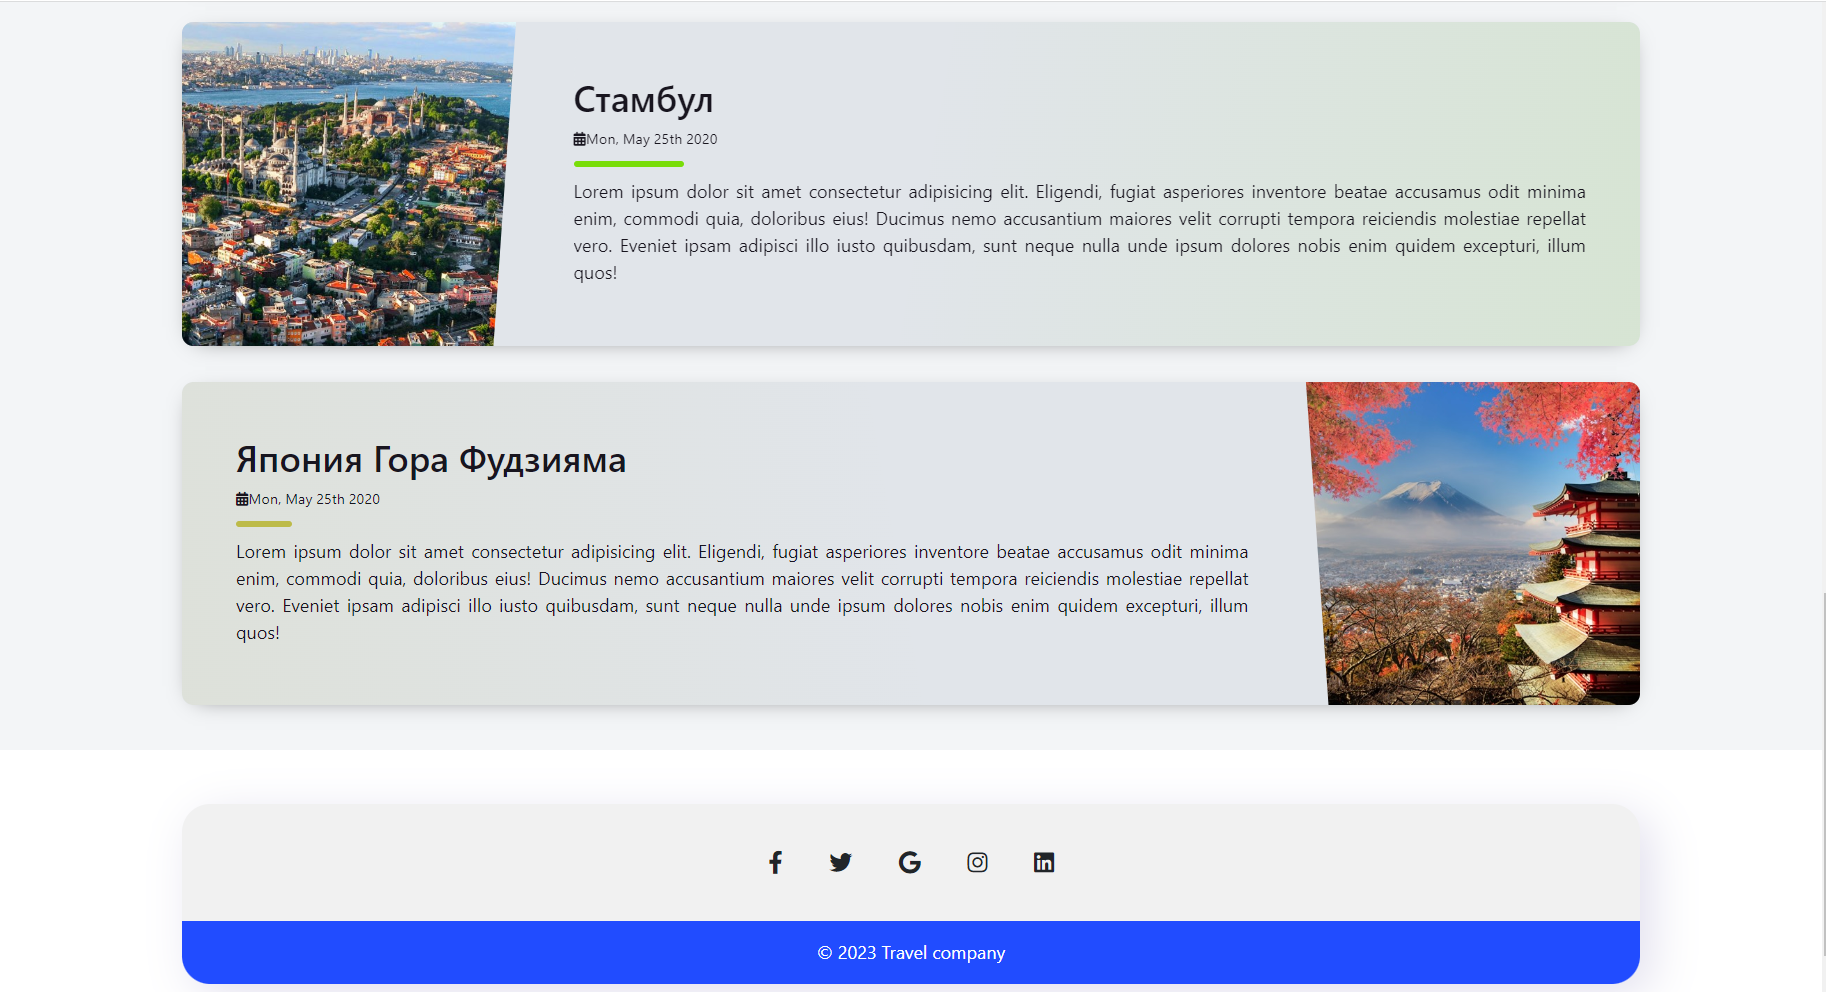 Стамбул
Mon, May 25th 2020
Lorem ipsum dolor sit amet consectetur adipisicing elit. Eligendi, fugiat asperiores inventore beatae accusamus odit minima
enim, commodi quia, doloribus eius! Ducimus nemo accusantium maiores velit corrupti tempora reiciendis molestiae repellat
vero. Eveniet ipsam adipisci illo iusto quibusdam, sunt neque nulla unde ipsum dolores nobis enim quidem excepturi, illum
quos!
Япония Гора Фудзияма
Mon, May 25th 2020
Lorem ipsum dolor sit amet consectetur adipisicing elit. Eligendi, fugiat asperiores inventore beatae accusamus odit minima
enim, commodi quia, doloribus eius! Ducimus nemo accusantium maiores velit corrupti tempora reiciendis molestiae repellat
vero. Eveniet ipsam adipisci illo iusto quibusdam, sunt neque nulla unde ipsum dolores nobis enim quidem excepturi, illum
quos!
© 2023 Travel company